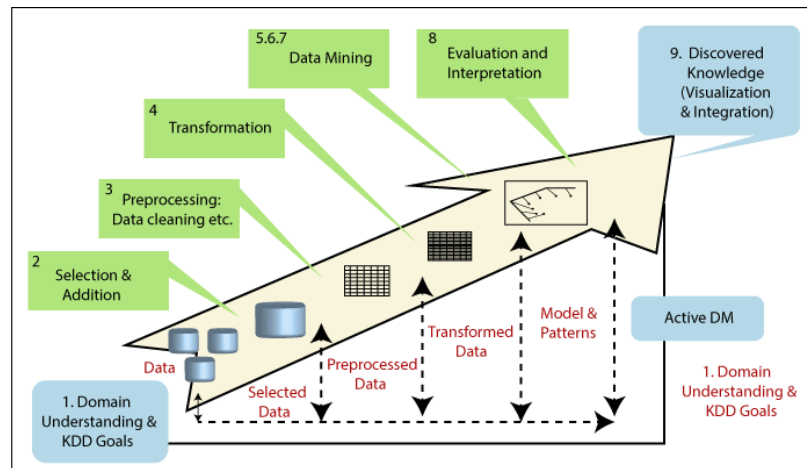 5.6.7
Data Mining
8
Evaluation and
Interpretation
9. Discovered
Knowledge
(Visualization
& Integration)
4
Transformation
3
Preprocessing:
Data cleaning etc.
2
Selection &
Addition
Data
Selected
Data
Preprocessed
Data
Transformed
Data
Model &
Patterns
Active DM
1. Domain
Understanding &
KDD Goals
1. Domain
Understanding &
KDD Goals